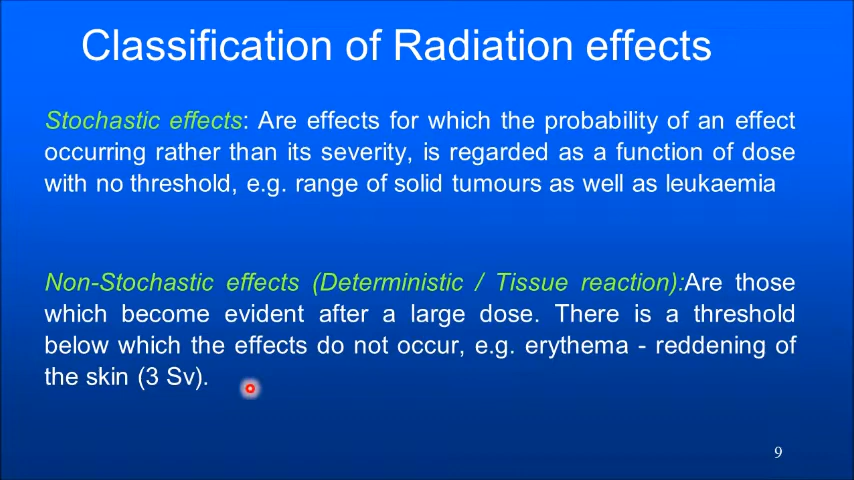 Classification of Radiation effects
Stochastic effects: Are effects for which the probability of an effect
occurring rather than its severity, is regarded as a function of dose
with no threshold, e.g. range of solid tumours as well as leukaemia
Non-Stochastic effects (Deterministic / Tissue reaction):Are those
which become evident after a large dose. There is a threshold
below which the effects do not occur, e.g. erythema - reddening of
the skin (3 Sv).
9